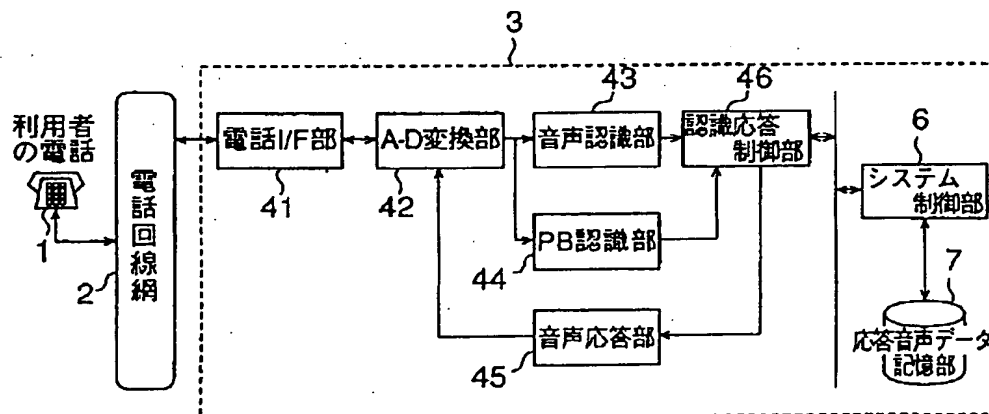 3
43
46
利用者
の電話
1
電話回線網
2
電話I/F部
41
A-D変換部
42
音声認識部
認識応答
制御部
6
システム
制御部
PB認識部
44
7
音声応答部
45
応答音声データ
記憶部